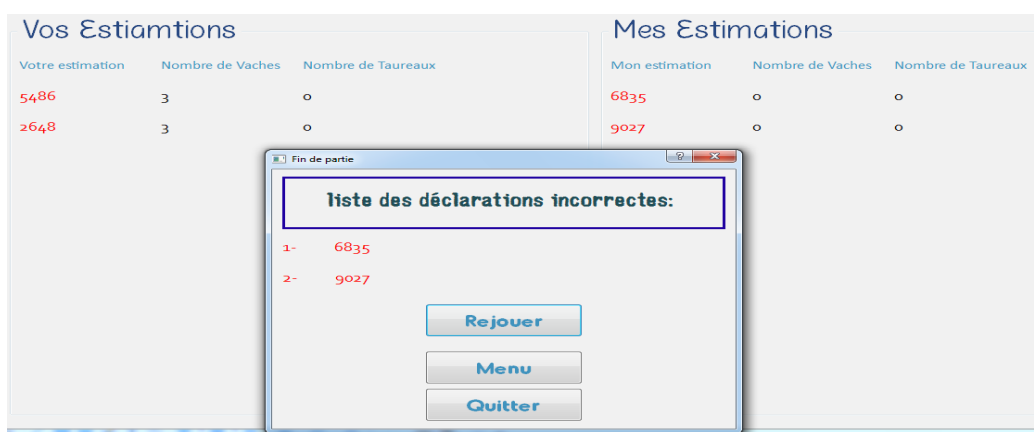 Vos Estiamtions
Votre estimation Nombre de Vaches Nombre de Taureaux
5486 3 0
2648 3 0
Mes Estimations
Mon estimation Nombre de Vaches Nombre de Taureaux
6835 0 0
9027 0 0
Fin de partie
liste des déclarations incorrectes:
1- 6835
2- 9027
Rejouer
Menu
Quitter